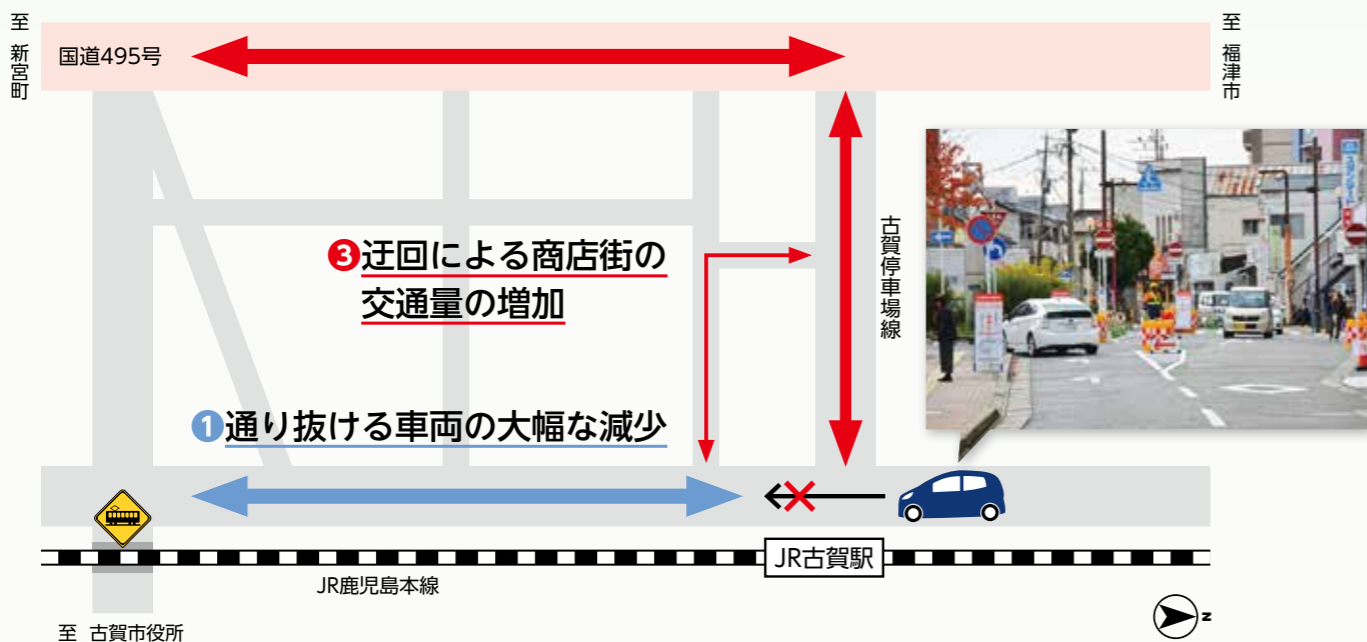 至 新宮町
国道495号
至 福津市
古賀停車場線
❸迂回による商店街の
交通量の増加
❶通り抜ける車両の大幅な減少
JR古賀駅
JR鹿児島本線
至 古賀市役所
N